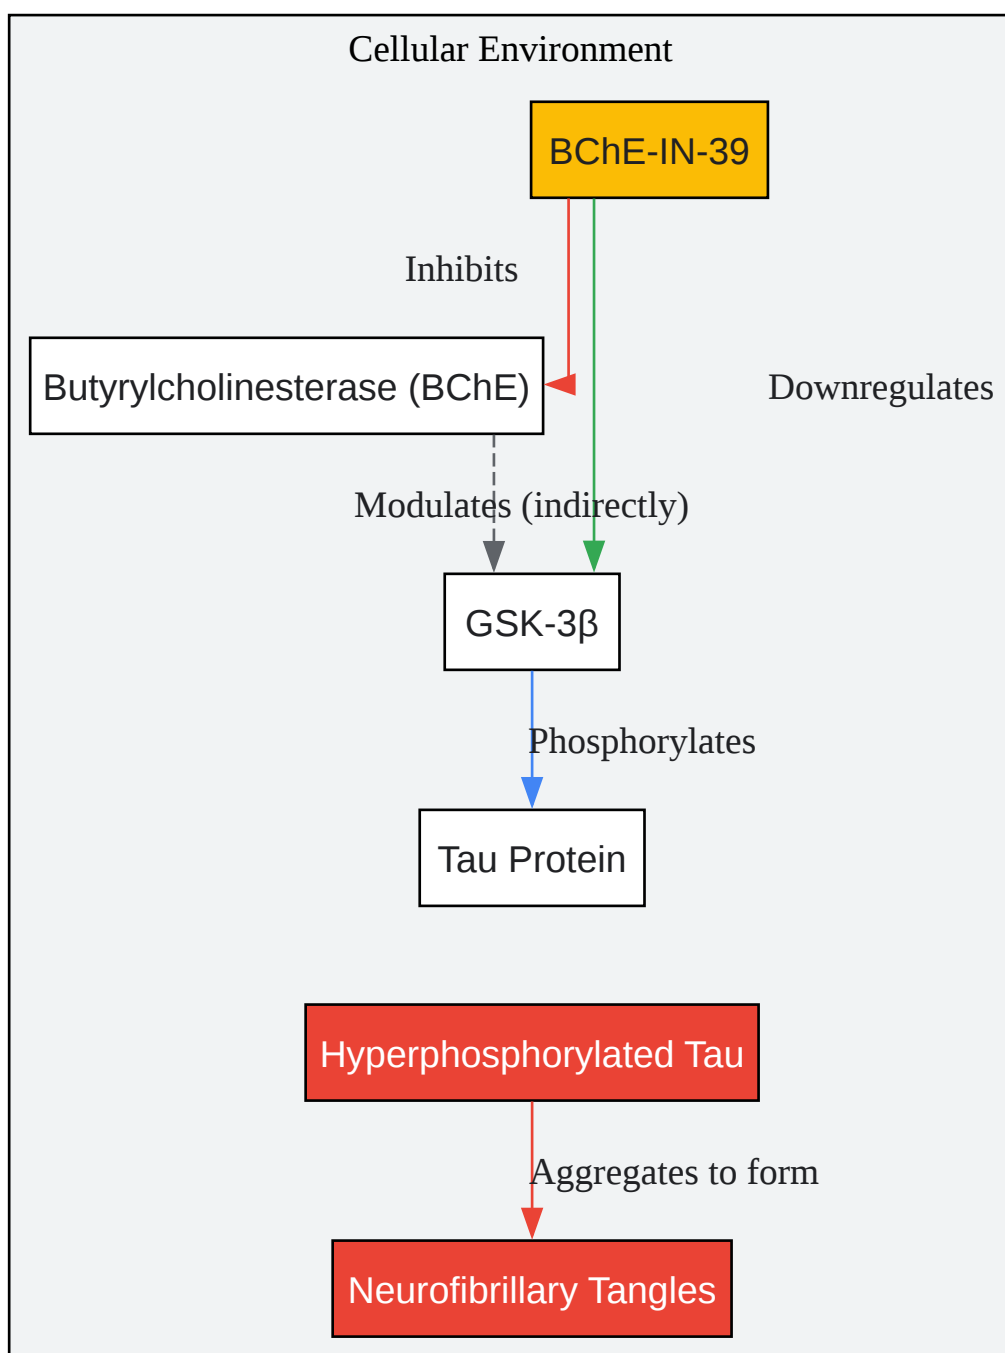 Cellular Environment
BChE-IN-39
Inhibits
Butyrylcholinesterase (BChE)
Downregulates
Modulates (indirectly)
GSK-3β
Phosphorylates
Tau Protein
Hyperphosphorylated Tau
Aggregates to form
Neurofibrillary Tangles